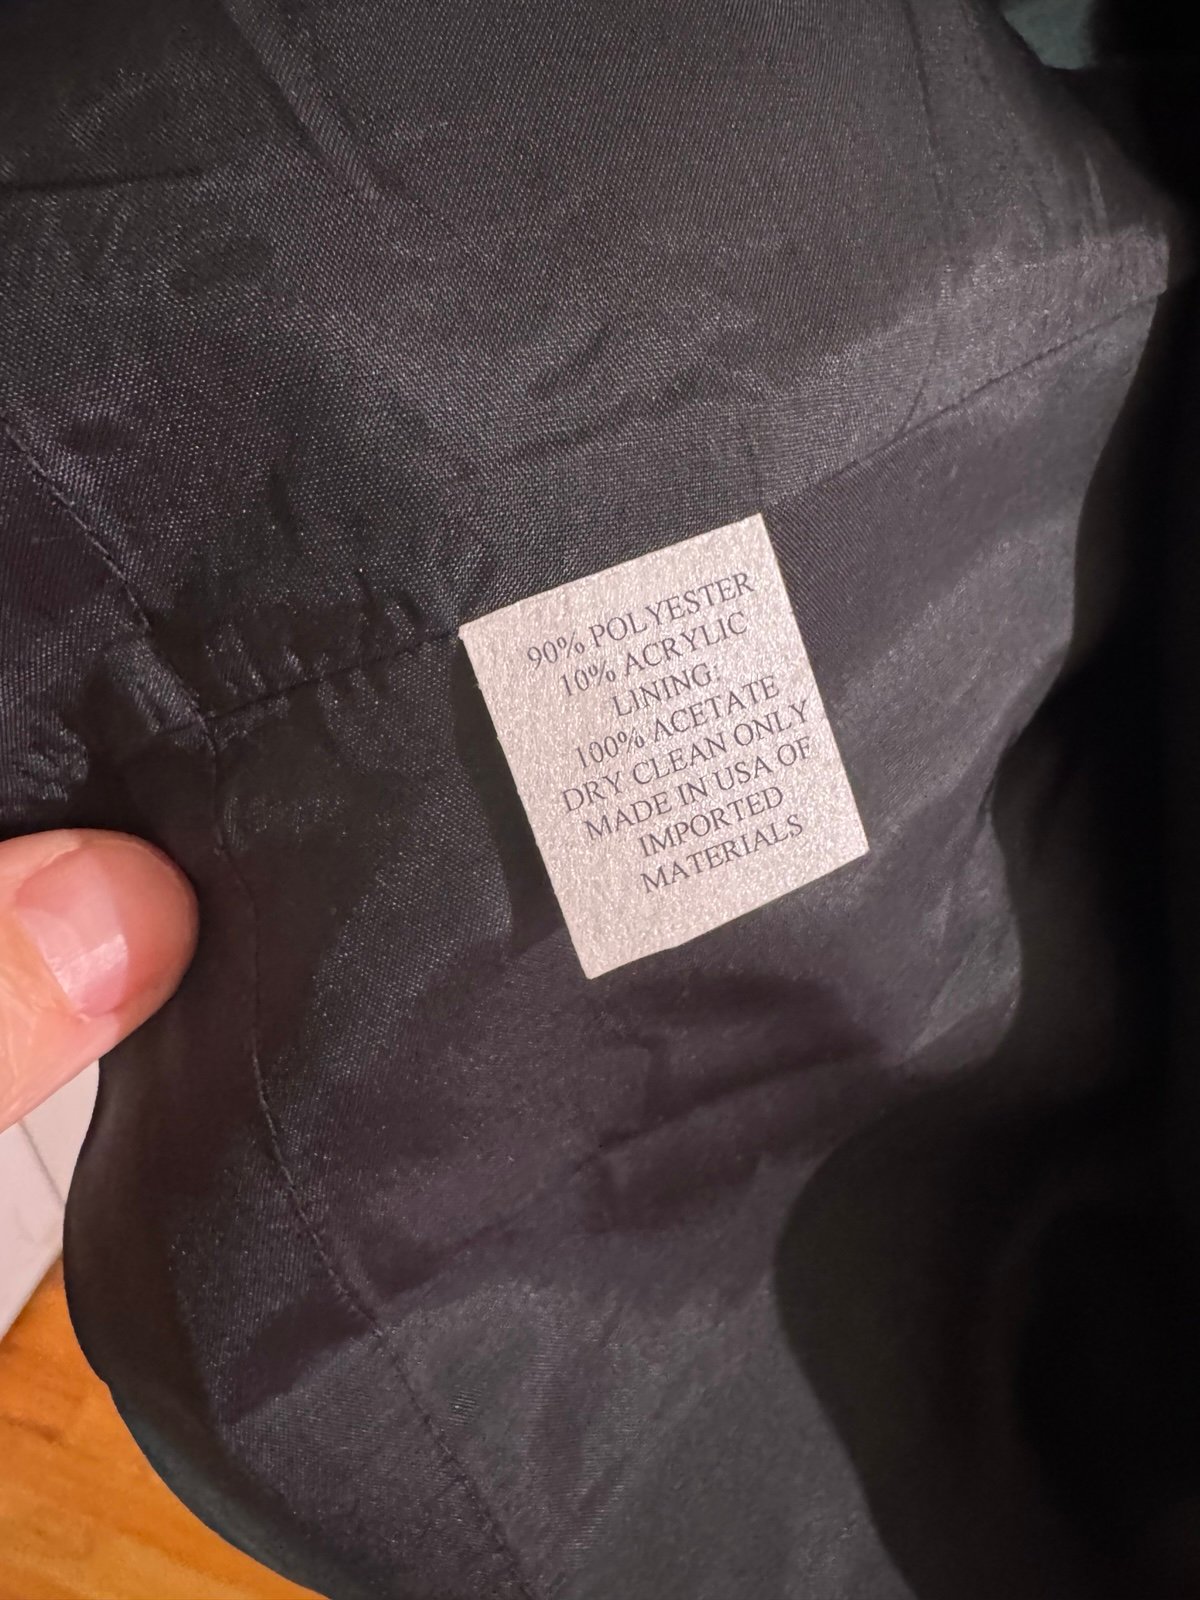 90% POLYESTER
10% ACRYLIC
LINING:
100% ACETATE
DRY CLEAN ONLY
MADE IN USA OF
IMPORTED
MATERIALS